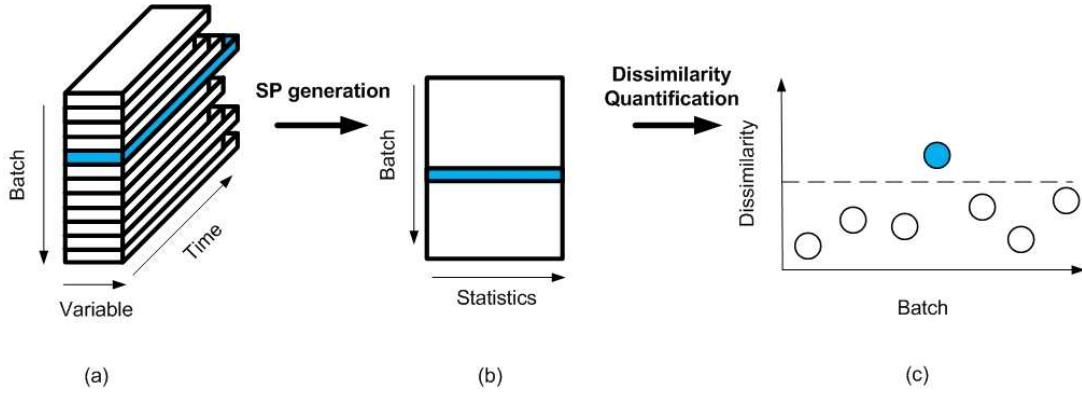 Batch
Variable
Time
SP generation
Batch
Statistics
Dissimilarity
Quantification
Dissimilarity
Batch
(a)
(b)
(c)